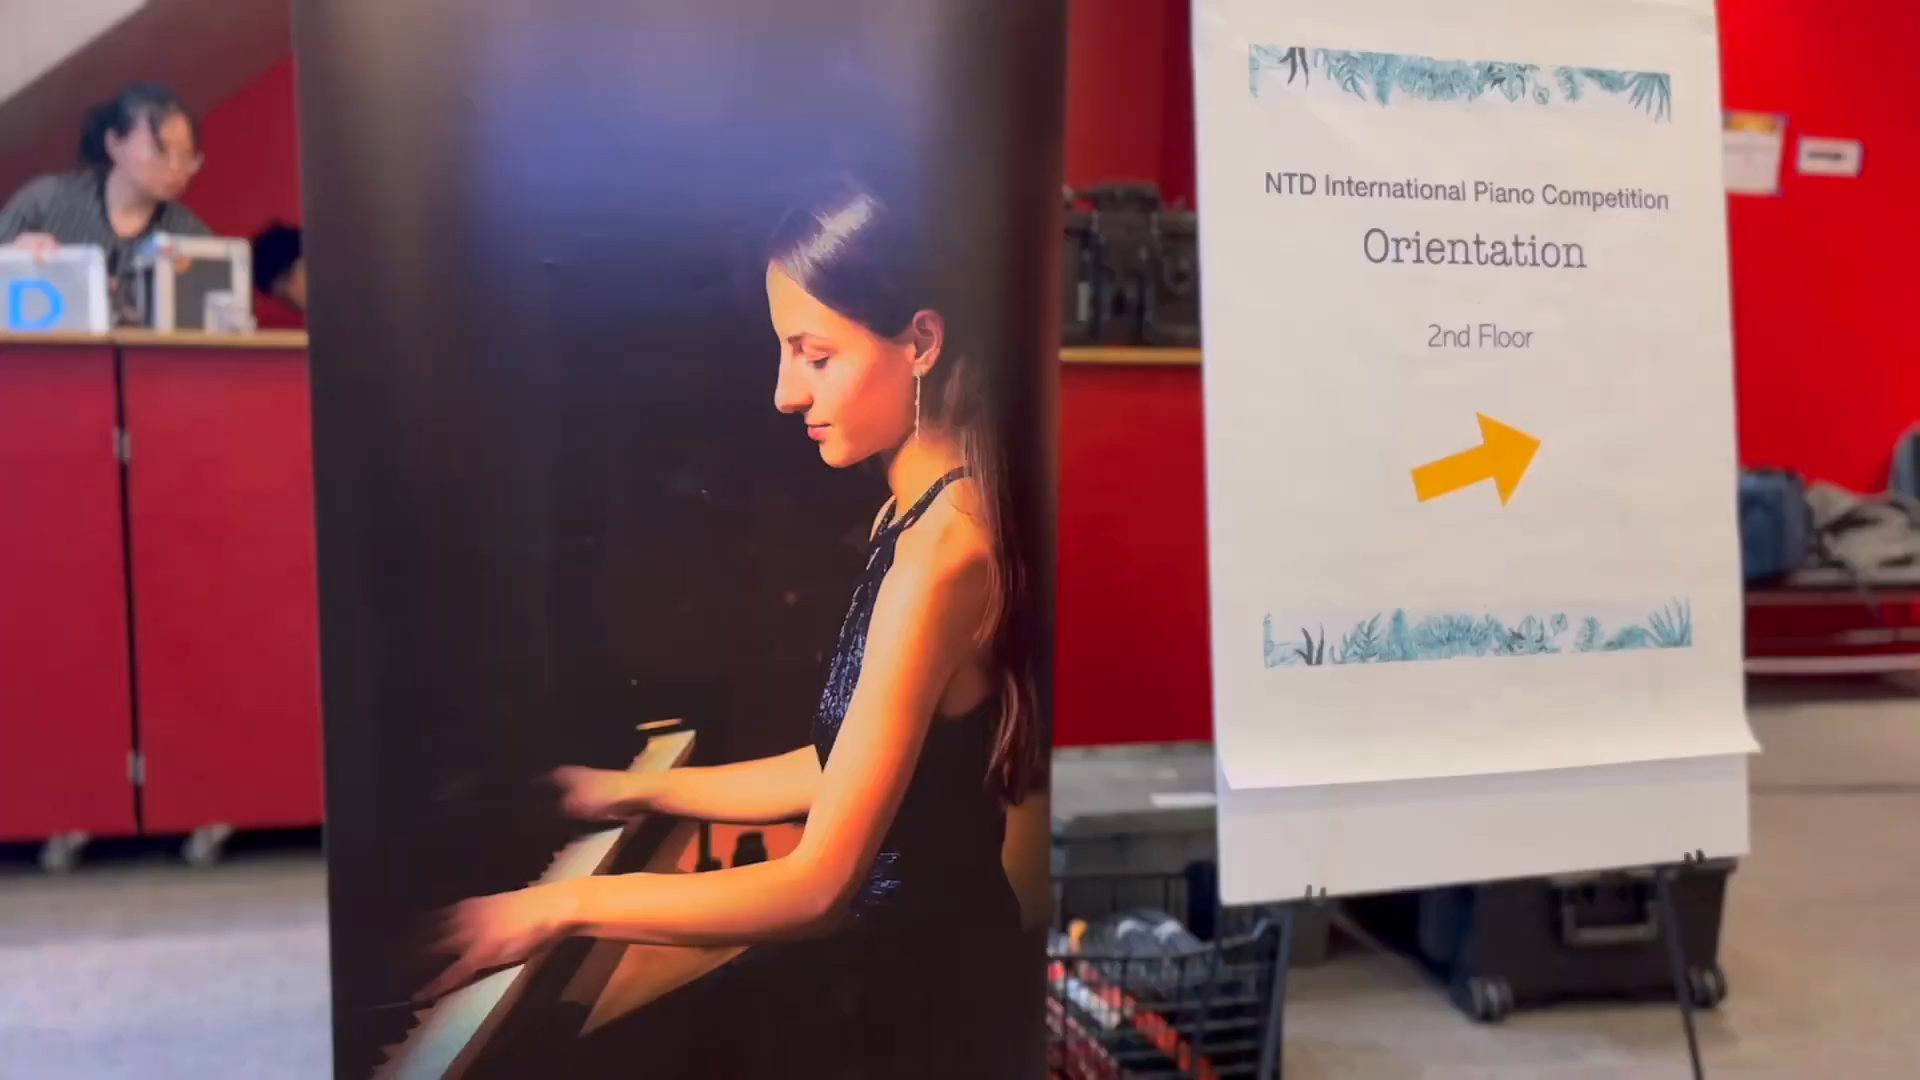 D
NTD International Piano Competition
Orientation
2nd Floor